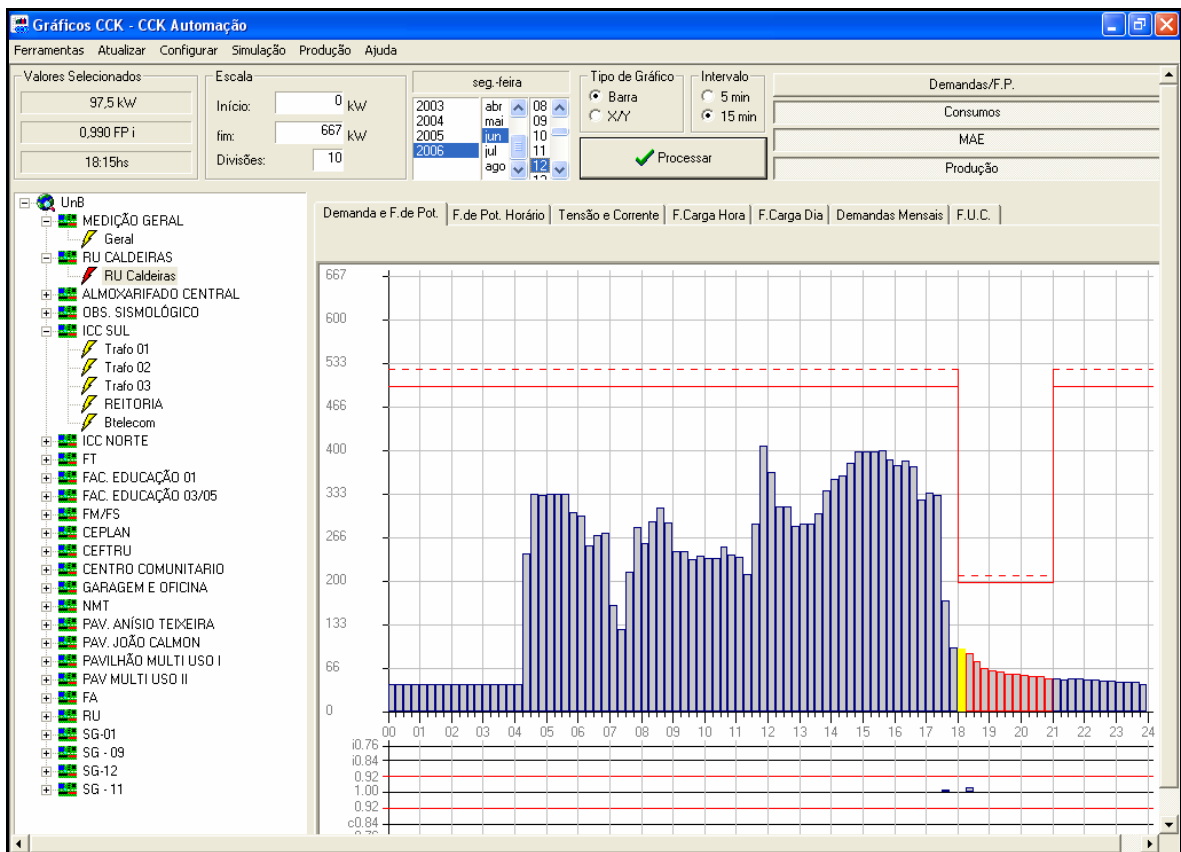 Gráficos CCK - CCK Automação
Ferramentas Atualizar Configurar Simulação Produção Ajuda
Valores Selecionados
97,5 kW
0,990 FP i
18:15hs
Escala
Início: 0 kW
fim: 667 kW
Divisões: 10
seg.-feira
2003
2004
2005
2006
abr
mai
jun
jul
ago
08
09
10
11
12
Tipo de Gráfico
Barra
X/Y
Intervalo
5 min
15 min
Processar
Demandas/F.P.
Consumos
MAE
Produção
UnB
MEDIÇÃO GERAL
Geral
RU CALDEIRAS
RU Caldeiras
ALMOXARIFADO CENTRAL
OBS. SISMOLÓGICO
ICC SUL
Trafo 01
Trafo 02
Trafo 03
REITORIA
Btelecom
ICC NORTE
FT
FAC. EDUCAÇÃO 01
FAC. EDUCAÇÃO 03/05
FM/FS
CEPLAN
CEFTRU
CENTRO COMUNITARIO
GARAGEM E OFICINA
NMT
PAV. ANÍSIO TEIXEIRA
PAV. JOÃO CALMON
PAVILHÃO MULTI USO I
PAV MULTI USO II
FA
RU
SG-01
SG - 09
SG-12
SG - 11
Demanda e F.de Pot. F.de Pot. Horário Tensão e Corrente F.Carga Hora F.Carga Dia Demandas Mensais F.U.C.
667
600
533
466
400
333
266
200
133
66
0
00 01 02 03 04 05 06 07 08 09 10 11 12 13 14 15 16 17 18 19 20 21 22 23 24
i0.76
i0.84
0.92
1.00
0.92
c0.84